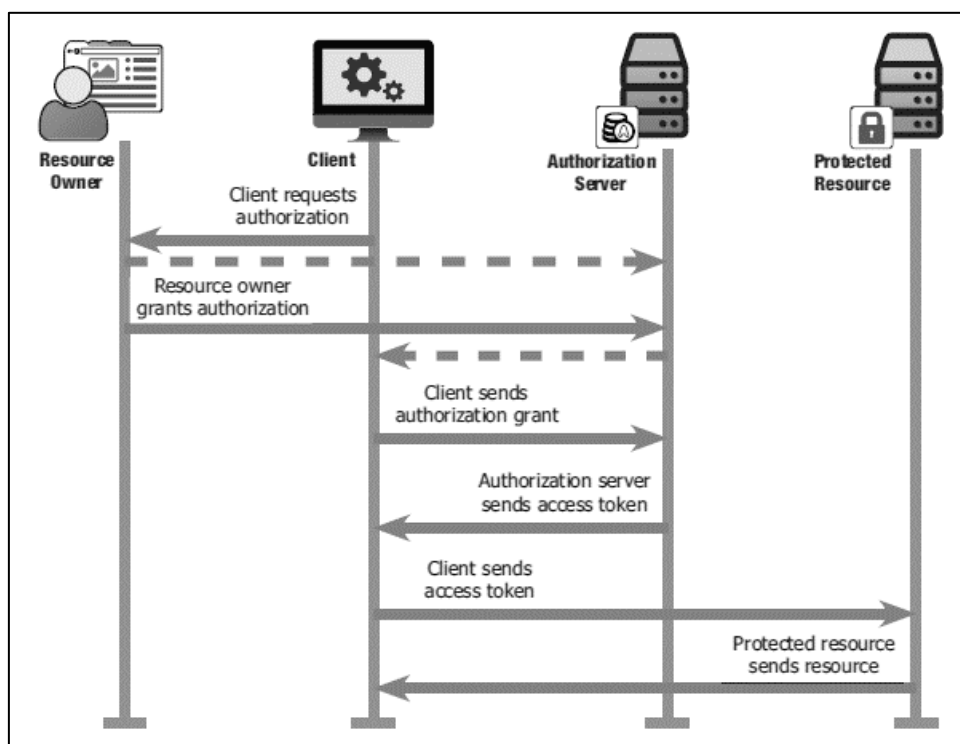 Resource
Owner
Client
Authorization
Server
Protected
Resource
Client requests
authorization
Resource owner
grants authorization
Client sends
authorization grant
Authorization server
sends access token
Client sends
access token
Protected resource
sends resource